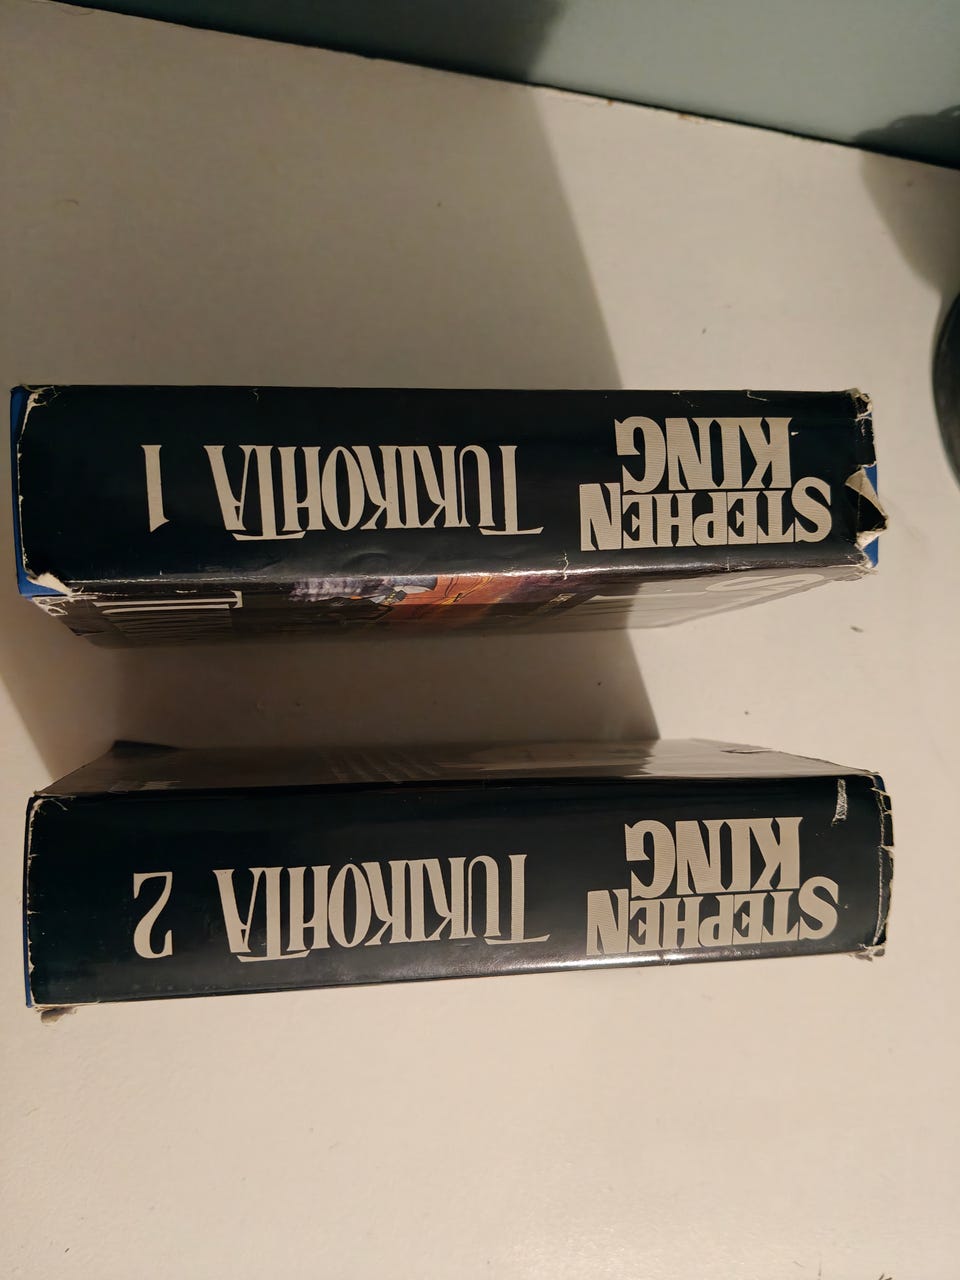 STEPHEN
KING
TUKIKOHTA 1
STEPHEN
KING
TUKIKOHTA 2